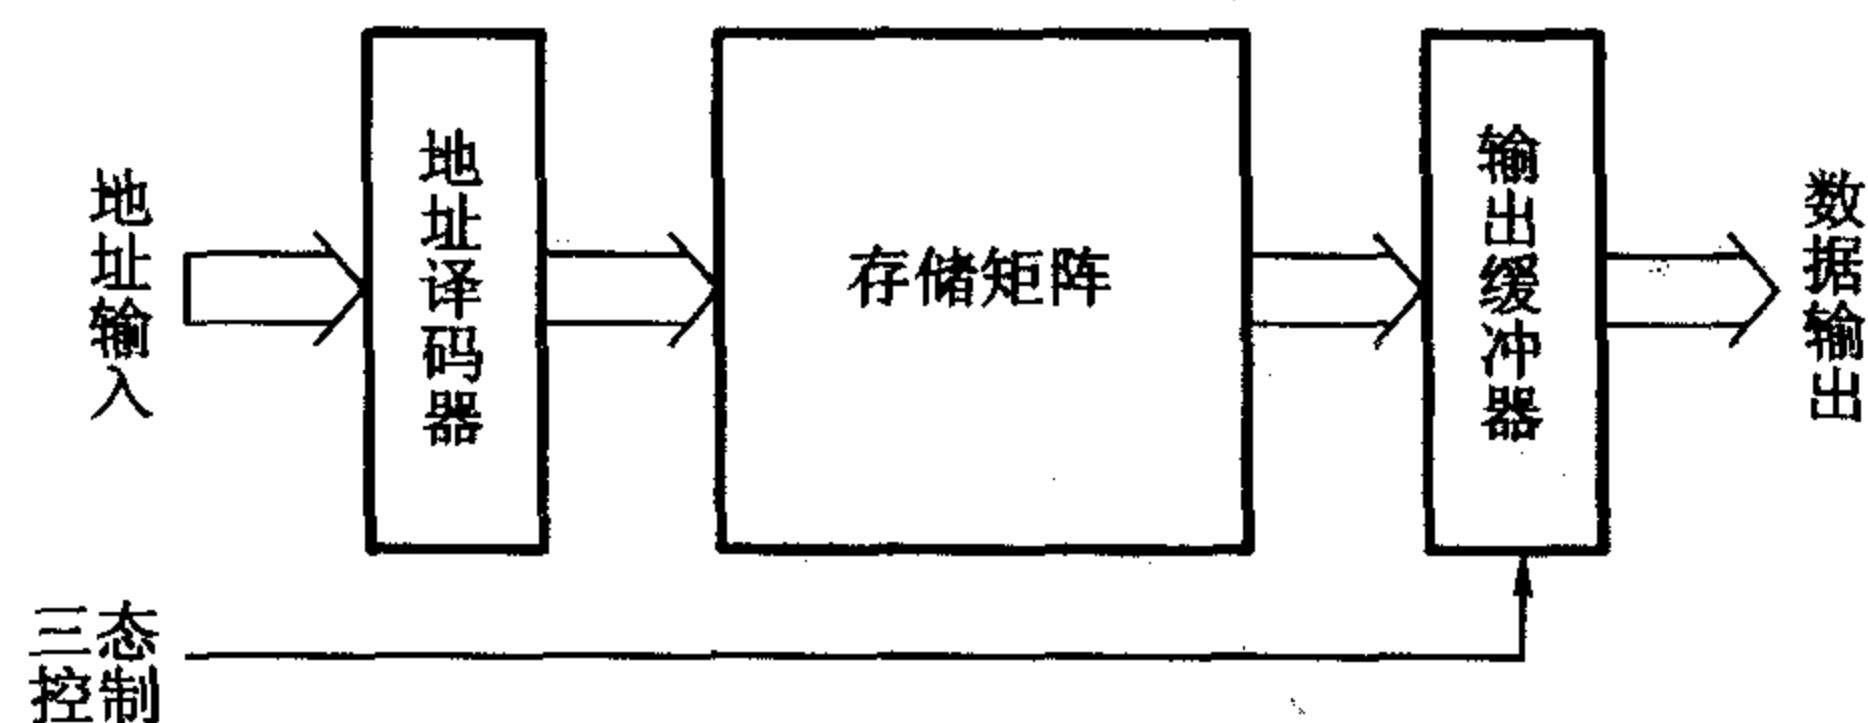 地址输入
地址译码器
存储矩阵
输出缓冲器
数据输出
三态
控制